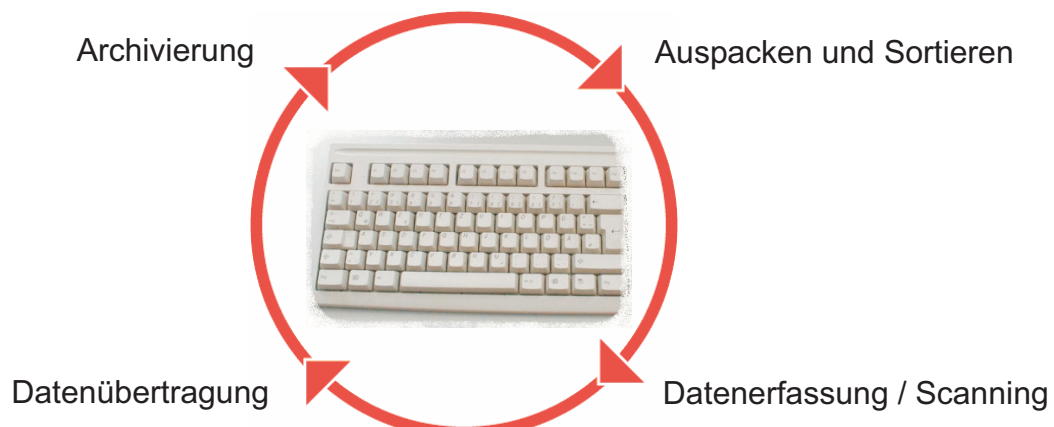 Archivierung
Auspacken und Sortieren
Datenübertragung
Datenerfassung / Scanning